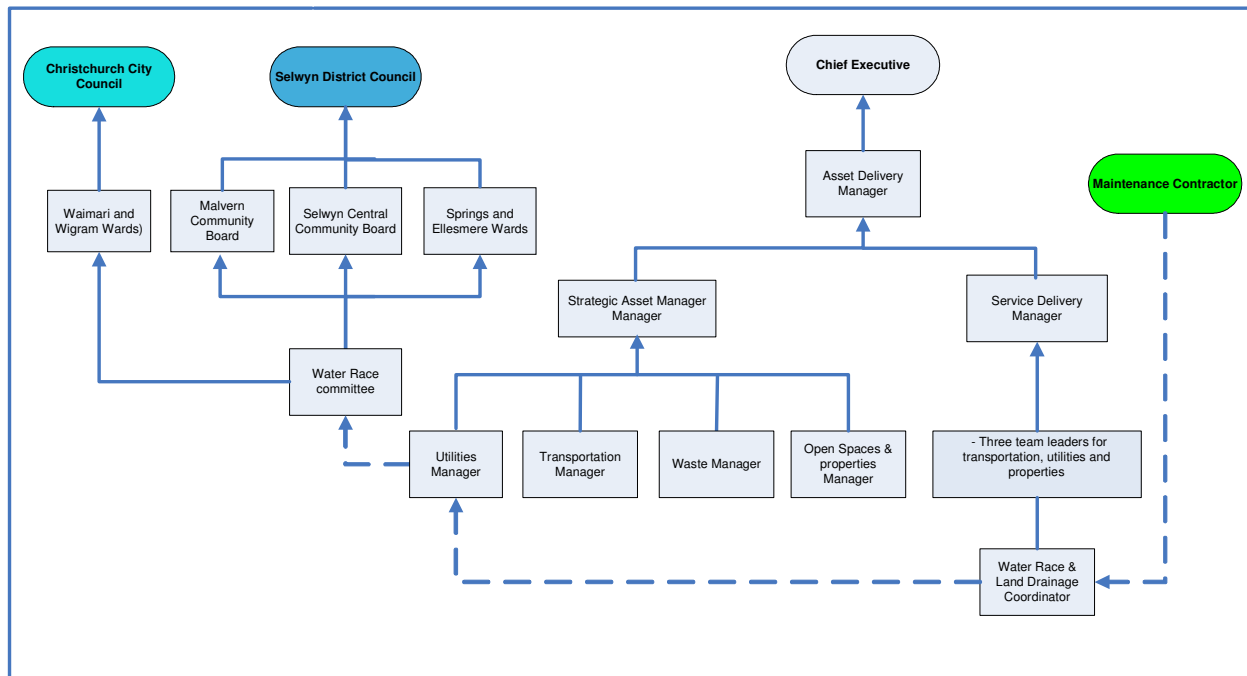 Christchurch City
Council
Selwyn District Council
Chief Executive
Asset Delivery
Manager
Maintenance Contractor
Waimari and
Wigram Wards)
Malvern
Community
Board
Selwyn Central
Community Board
Springs and
Ellesmere Wards
Strategic Asset Manager
Manager
Service Delivery
Manager
Water Race
committee
Utilities
Manager
Transportation
Manager
Waste Manager
Open Spaces &
properties
Manager
- Three team leaders for
transportation, utilities and
properties
Water Race &
Land Drainage
Coordinator